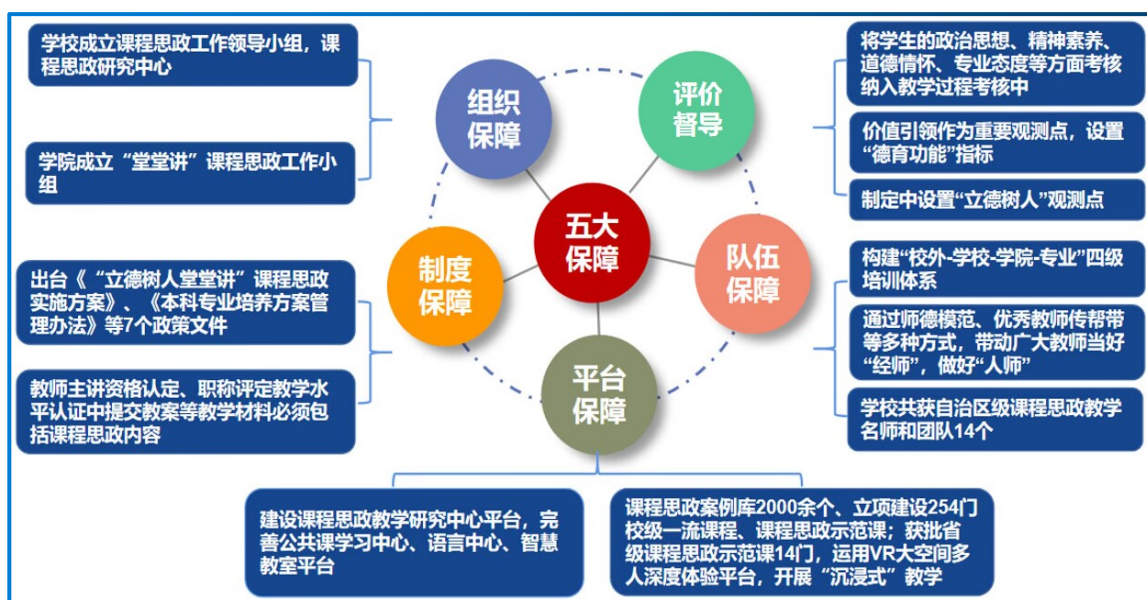 学校成立课程思政工作领导小组，课
程思政研究中心
学院成立“堂堂讲”课程思政工作小
组
组织
保障
评价
督导
将学生的政治思想、精神素养、
道德情怀、专业态度等方面考核
纳入教学过程考核中
价值引领作为重要观测点，设置
“德育功能”指标
制定中设置“立德树人”观测点
五大
保障
制度
保障
队伍
保障
出台《“立德树人堂堂讲”课程思政
实施方案》、《本科专业培养方案管
理办法》等7个政策文件
教师主讲资格认定、职称评定教学水
平认证中提交教案等教学材料必须包
括课程思政内容
构建“校外-学校-学院-专业”四级
培训体系
通过师德模范、优秀教师传帮带
等多种方式，带动广大教师当好
“经师”，做好“人师”
学校共获自治区级课程思政教学
名师和团队14个
平台
保障
建设课程思政教学研究中心平台，完
善公共课学习中心、语言中心、智慧
教室平台
课程思政案例库2000余个、立项建设254门
校级一流课程、课程思政示范课；获批省
级课程思政示范课14门，运用VR大空间多
人深度体验平台，开展“沉浸式”教学